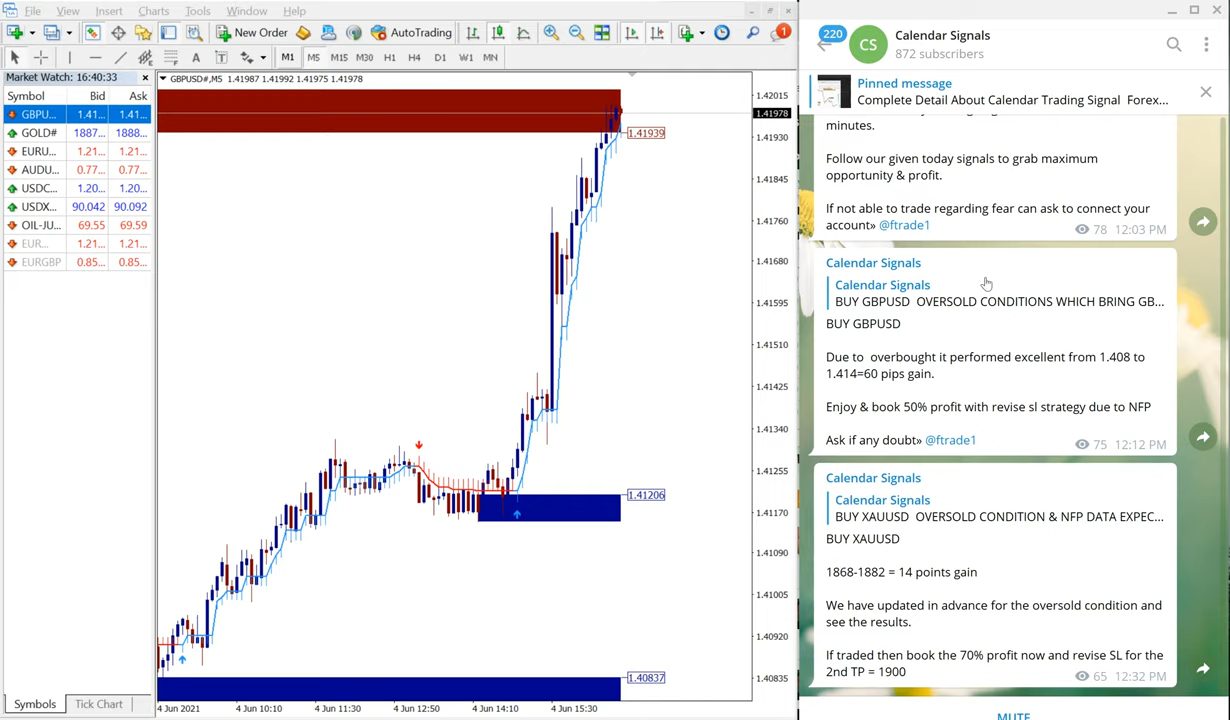 File View Insert Charts Tools Window Help
New Order AutoTrading
A T M1 M5 M15 M30 H1 H4 D1 W1 MN
Market Watch: 16:40:33
Symbol Bid Ask
GBPU... 1.41... 1.41...
GOLD# 1887... 1888...
EURU... 1.21... 1.21...
AUDU... 0.77... 0.77...
USDC... 1.20... 1.20...
USDX... 90.042 90.092
OIL-JU... 69.55 69.59
EUR... 1.21... 1.21...
EURGBP 0.85... 0.85...
Symbols Tick Chart
GBPUSD#,M5 1.41987 1.41992 1.41975 1.41978
1.42015
1.41978
1.41939
1.41930
1.41845
1.41760
1.41680
1.41595
1.41510
1.41425
1.41340
1.41255
1.41206
1.41170
1.41090
1.41005
1.40920
1.40837
1.40835
4 Jun 2021 4 Jun 10:10 4 Jun 11:30 4 Jun 12:50 4 Jun 14:10 4 Jun 15:30
220
CS
Calendar Signals
872 subscribers
Pinned message
Complete Detail About Calendar Trading Signal Forex...
minutes.
Follow our given today signals to grab maximum
opportunity & profit.
If not able to trade regarding fear can ask to connect your
account» @ftrade1
78 12:03 PM
Calendar Signals
Calendar Signals
BUY GBPUSD OVERSOLD CONDITIONS WHICH BRING GB...
BUY GBPUSD
Due to overbought it performed excellent from 1.408 to
1.414=60 pips gain.
Enjoy & book 50% profit with revise sl strategy due to NFP
Ask if any doubt» @ftrade1
75 12:12 PM
Calendar Signals
Calendar Signals
BUY XAUUSD OVERSOLD CONDITION & NFP DATA EXPEC...
BUY XAUUSD
1868-1882 = 14 points gain
We have updated in advance for the oversold condition and
see the results.
If traded then book the 70% profit now and revise SL for the
2nd TP = 1900
65 12:32 PM
MUTE